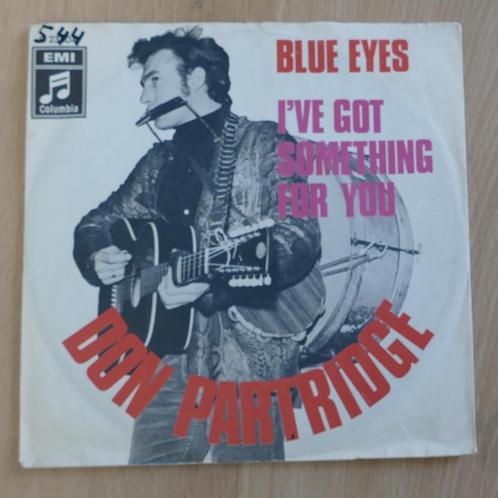 5-44
EMI
Columbia
BLUE EYES
I'VE GOT
SOMETHING
FOR YOU
DON PARTRIDGE